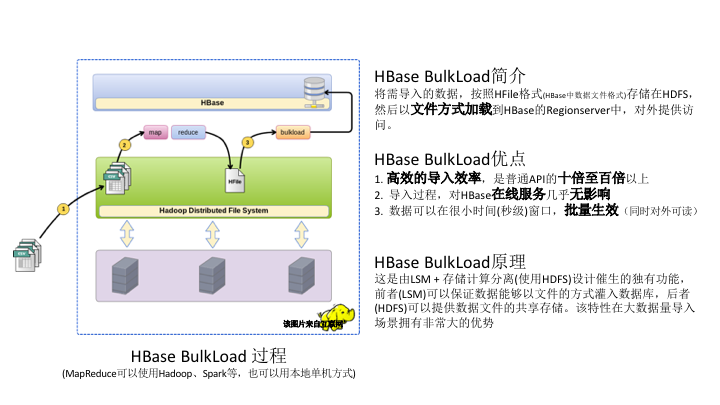 HBase
2
map
reduce
3
bulkload
CSV
HFile
1
Hadoop Distributed File System
CSV
该图片来自互联网
HBase BulkLoad 过程
(MapReduce可以使用Hadoop、Spark等，也可以用本地单机方式)
HBase BulkLoad简介
将需导入的数据，按照HFile格式(HBase中数据文件格式)存储在HDFS，
然后以文件方式加载到HBase的Regionserver中，对外提供访
问。
HBase BulkLoad优点
1. 高效的导入效率，是普通API的十倍至百倍以上
2. 导入过程，对HBase在线服务几乎无影响
3. 数据可以在很小时间(秒级)窗口，批量生效（同时对外可读）
HBase BulkLoad原理
这是由LSM + 存储计算分离(使用HDFS)设计催生的独有功能，
前者(LSM)可以保证数据能够以文件的方式灌入数据库，后者
(HDFS)可以提供数据文件的共享存储。该特性在大数据量导入
场景拥有非常大的优势